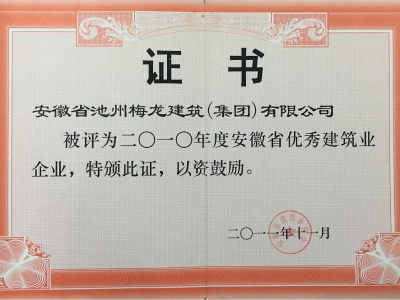 证书
安徽省池州梅龙建筑(集团)有限公司
被评为二〇一〇年度安徽省优秀建筑业
企业，特颁此证，以资鼓励。
二〇一一年十一月